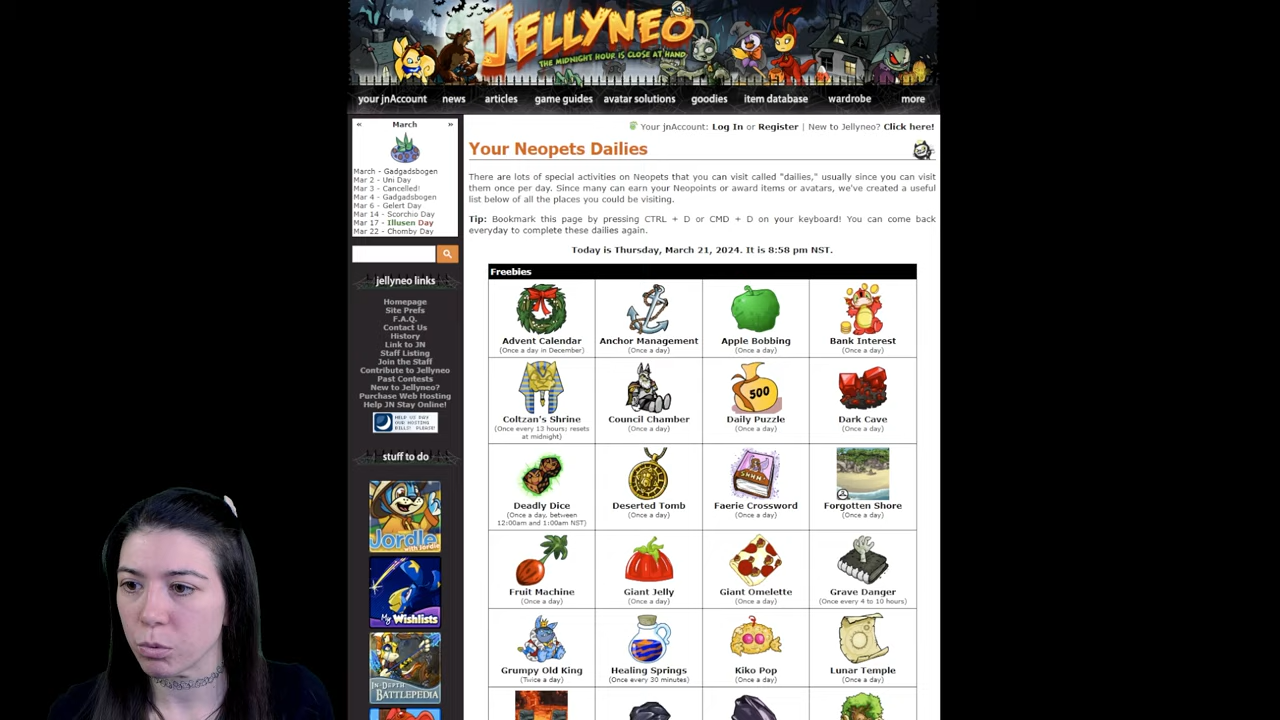 JELLYNEO
THE MIDNIGHT HOUR IS CLOSE AT HAND
your jnAccount news articles game guides avatar solutions goodies item database wardrobe more
« March »
March - Gadgadsbogen
Mar 2 - Uni Day
Mar 3 - Cancelled!
Mar 4 - Gadgadsbogen
Mar 6 - Gelert Day
Mar 14 - Scorchio Day
Mar 17 - Illusen Day
Mar 22 - Chomby Day
jellyneo links
Homepage
Site Prefs
F.A.Q.
Contact Us
History
Link to JN
Staff Listing
Join the Staff
Contribute to Jellyneo
Past Contests
New to Jellyneo?
Purchase Web Hosting
Help JN Stay Online!
HELP US PAY
OUR HOSTING
BILLS! PLEASE!
stuff to do
Jordle
with Jordie
My Wishlists
IN-DEPTH
BATTLEPEDIA
Your jnAccount: Log In or Register | New to Jellyneo? Click here!
Your Neopets Dailies
There are lots of special activities on Neopets that you can visit called "dailies," usually since you can visit
them once per day. Since many can earn your Neopoints or award items or avatars, we've created a useful
list below of all the places you could be visiting.
Tip: Bookmark this page by pressing CTRL + D or CMD + D on your keyboard! You can come back
everyday to complete these dailies again.
Today is Thursday, March 21, 2024. It is 8:58 pm NST.
Freebies
Advent Calendar Anchor Management Apple Bobbing Bank Interest
(Once a day in December) (Once a day) (Once a day) (Once a day)
500
Coltzan's Shrine Council Chamber Daily Puzzle Dark Cave
(Once every 13 hours; resets (Once a day) (Once a day) (Once a day)
at midnight)
Deadly Dice Deserted Tomb Faerie Crossword Forgotten Shore
(Once a day, between (Once a day) (Once a day) (Once a day)
12:00am and 1:00am NST)
Fruit Machine Giant Jelly Giant Omelette Grave Danger
(Once a day) (Once a day) (Once a day) (Once every 4 to 10 hours)
Grumpy Old King Healing Springs Kiko Pop Lunar Temple
(Twice a day) (Once every 30 minutes) (Once a day) (Once a day)